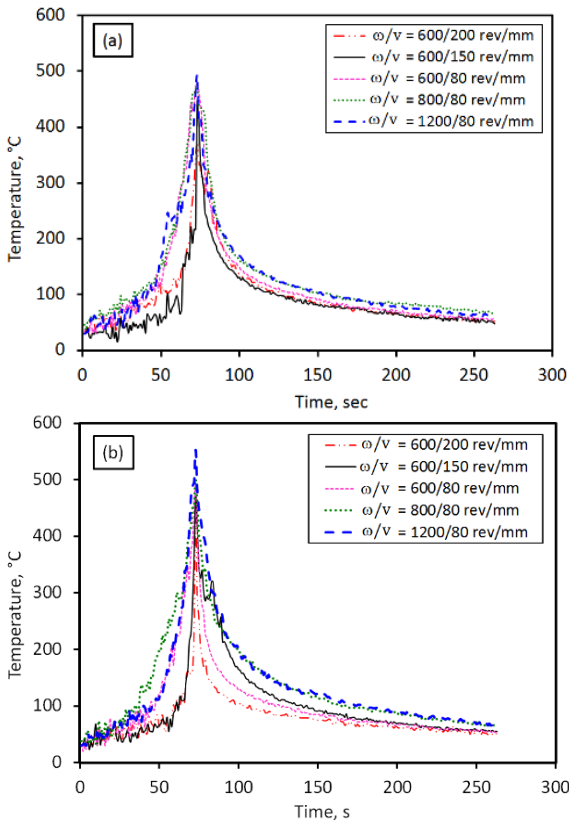 600
(a)
ω/v = 600/200 rev/mm
ω/v = 600/150 rev/mm
ω/v = 600/80 rev/mm
ω/v = 800/80 rev/mm
ω/v = 1200/80 rev/mm
500
400
300
200
100
0
Temperature, °C
0 50 100 150 200 250 300
Time, sec
600
(b)
ω/v = 600/200 rev/mm
ω/v = 600/150 rev/mm
ω/v = 600/80 rev/mm
ω/v = 800/80 rev/mm
ω/v = 1200/80 rev/mm
500
400
300
200
100
0
Temperature, °C
0 50 100 150 200 250 300
Time, s